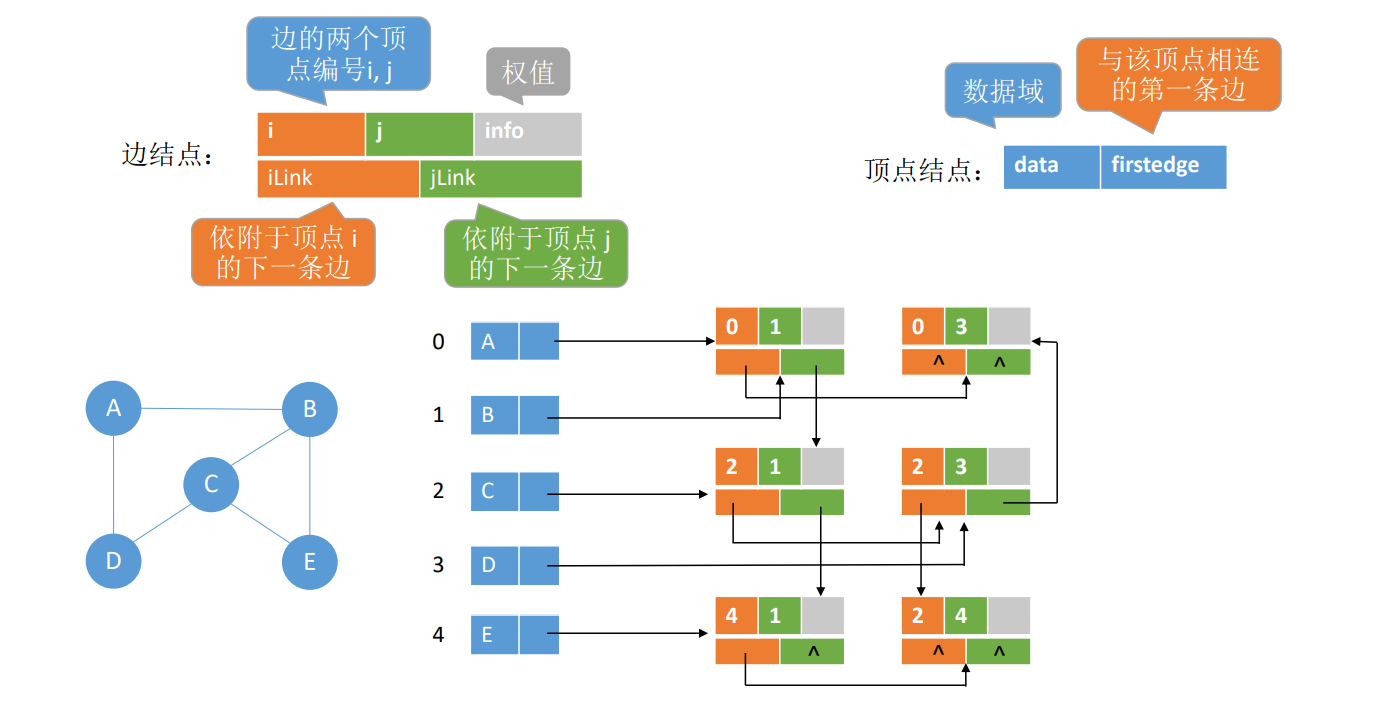 边的两个顶
点编号i, j
权值
数据域
与该顶点相连
的第一条边
边结点：
i j info
iLink jLink
顶点结点：
data firstedge
依附于顶点 i
的下一条边
依附于顶点 j
的下一条边
0 A
0 1
^ ^
0 3
1 B
2 C
2 1
2 3
3 D
4 E
4 1
^
2 4
^ ^
A
B
C
D
E